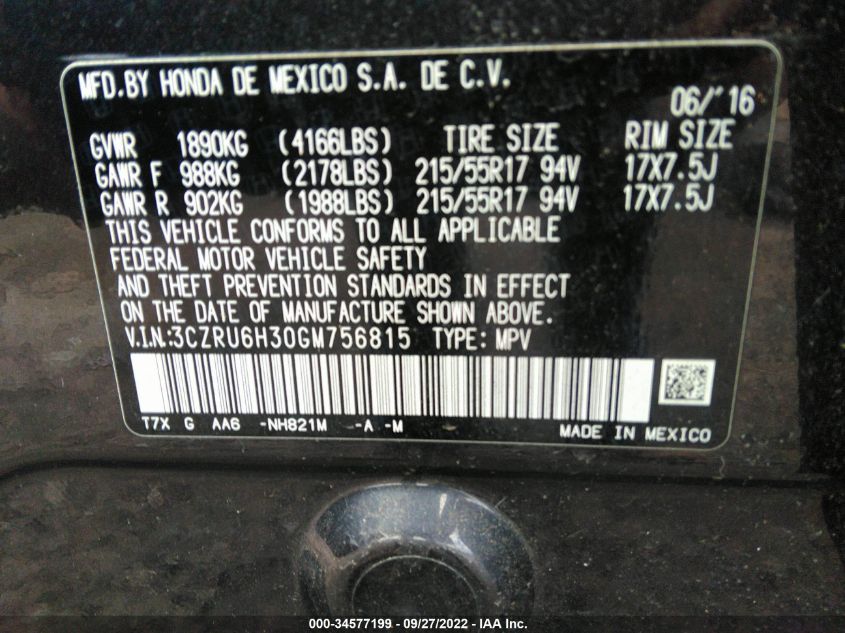 MFD.BY HONDA DE MEXICO S.A. DE C.V.
06/'16
GVWR 1890KG (4166LBS) TIRE SIZE RIM SIZE
GAWR F 988KG (2178LBS) 215/55R17 94V 17X7.5J
GAWR R 902KG (1988LBS) 215/55R17 94V 17X7.5J
THIS VEHICLE CONFORMS TO ALL APPLICABLE
FEDERAL MOTOR VEHICLE SAFETY
AND THEFT PREVENTION STANDARDS IN EFFECT
ON THE DATE OF MANUFACTURE SHOWN ABOVE.
V.I.N.:3CZRU6H30GM756815 TYPE: MPV
T7X G AA6 -NH821M -A -M MADE IN MEXICO
000-34577199 - 09/27/2022 - IAA Inc.